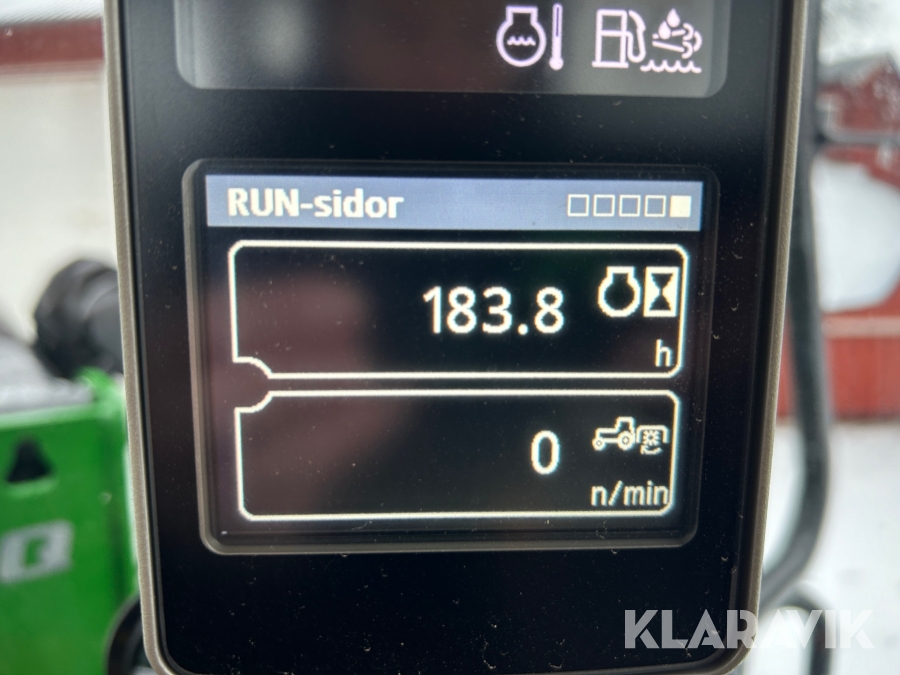 RUN-sidor
183.8
h
0
n/min
Q
KLARAVIK